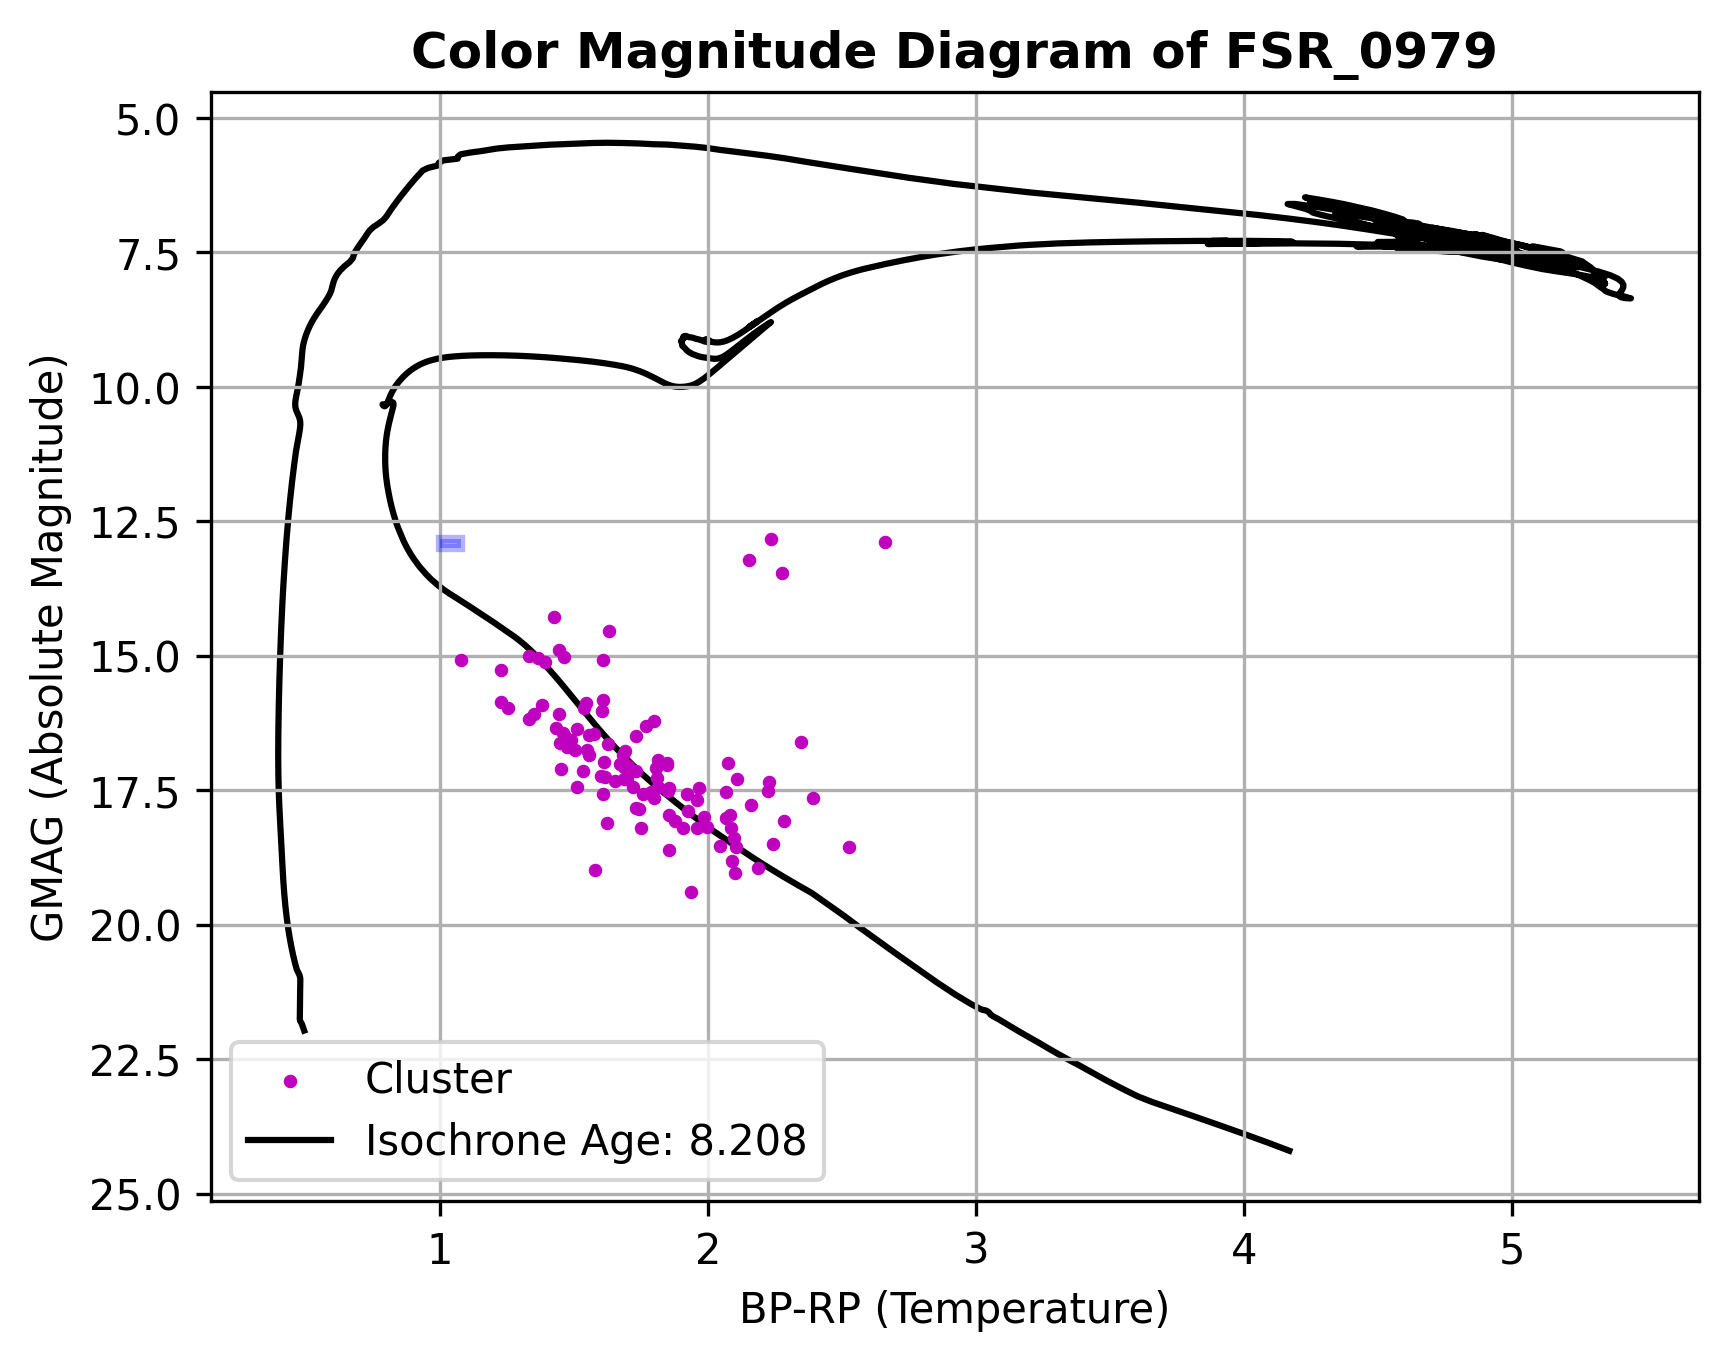 Color Magnitude Diagram of FSR_0979
GMAG (Absolute Magnitude)
5.0
7.5
10.0
12.5
15.0
17.5
20.0
22.5
25.0
Cluster
Isochrone Age: 8.208
1 2 3 4 5
BP-RP (Temperature)